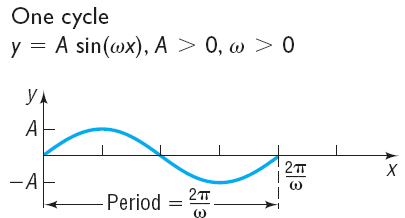 One cycle
y = A sin(ωx), A > 0, ω > 0
y
A
-A
2π/ω
x
Period = 2π/ω